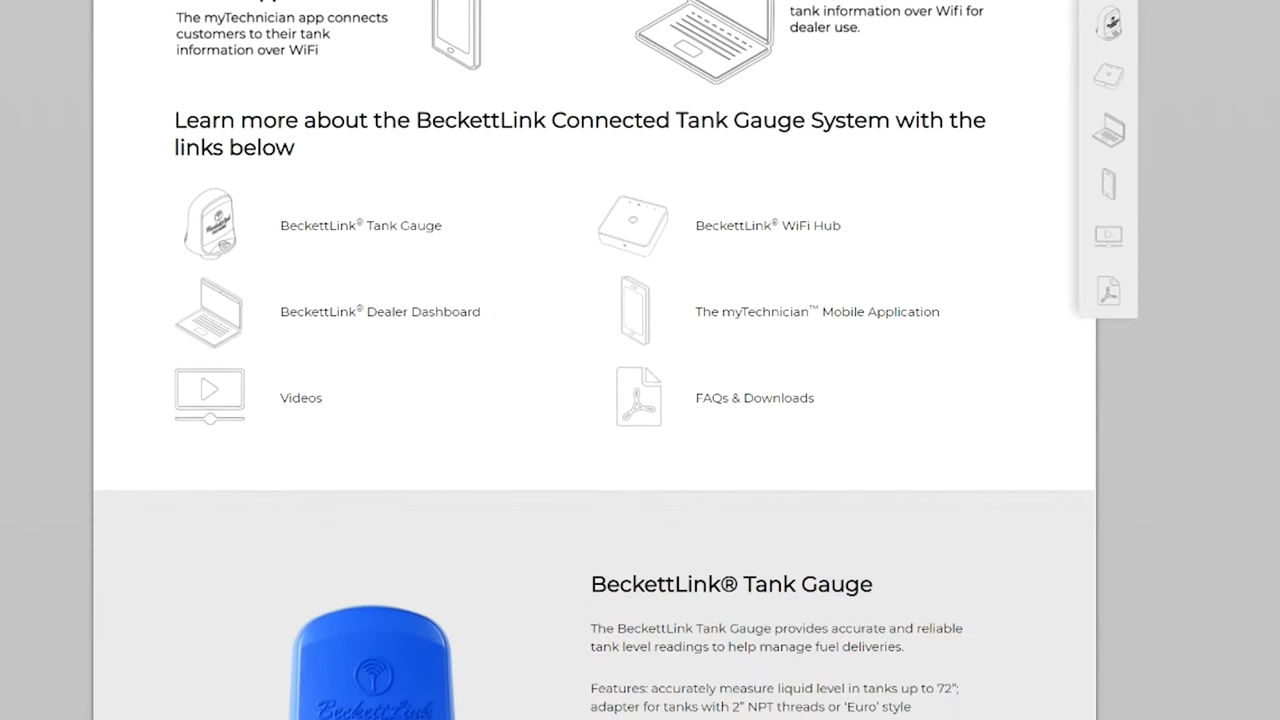 The myTechnician app connects
customers to their tank
information over WiFi
tank information over Wifi for
dealer use.
Learn more about the BeckettLink Connected Tank Gauge System with the
links below
BeckettLink® Tank Gauge
BeckettLink® WiFi Hub
BeckettLink® Dealer Dashboard
The myTechnician™ Mobile Application
Videos
FAQs & Downloads
BeckettLink® Tank Gauge
The BeckettLink Tank Gauge provides accurate and reliable
tank level readings to help manage fuel deliveries.
Features: accurately measure liquid level in tanks up to 72”;
adapter for tanks with 2” NPT threads or ‘Euro’ style
BeckettLink